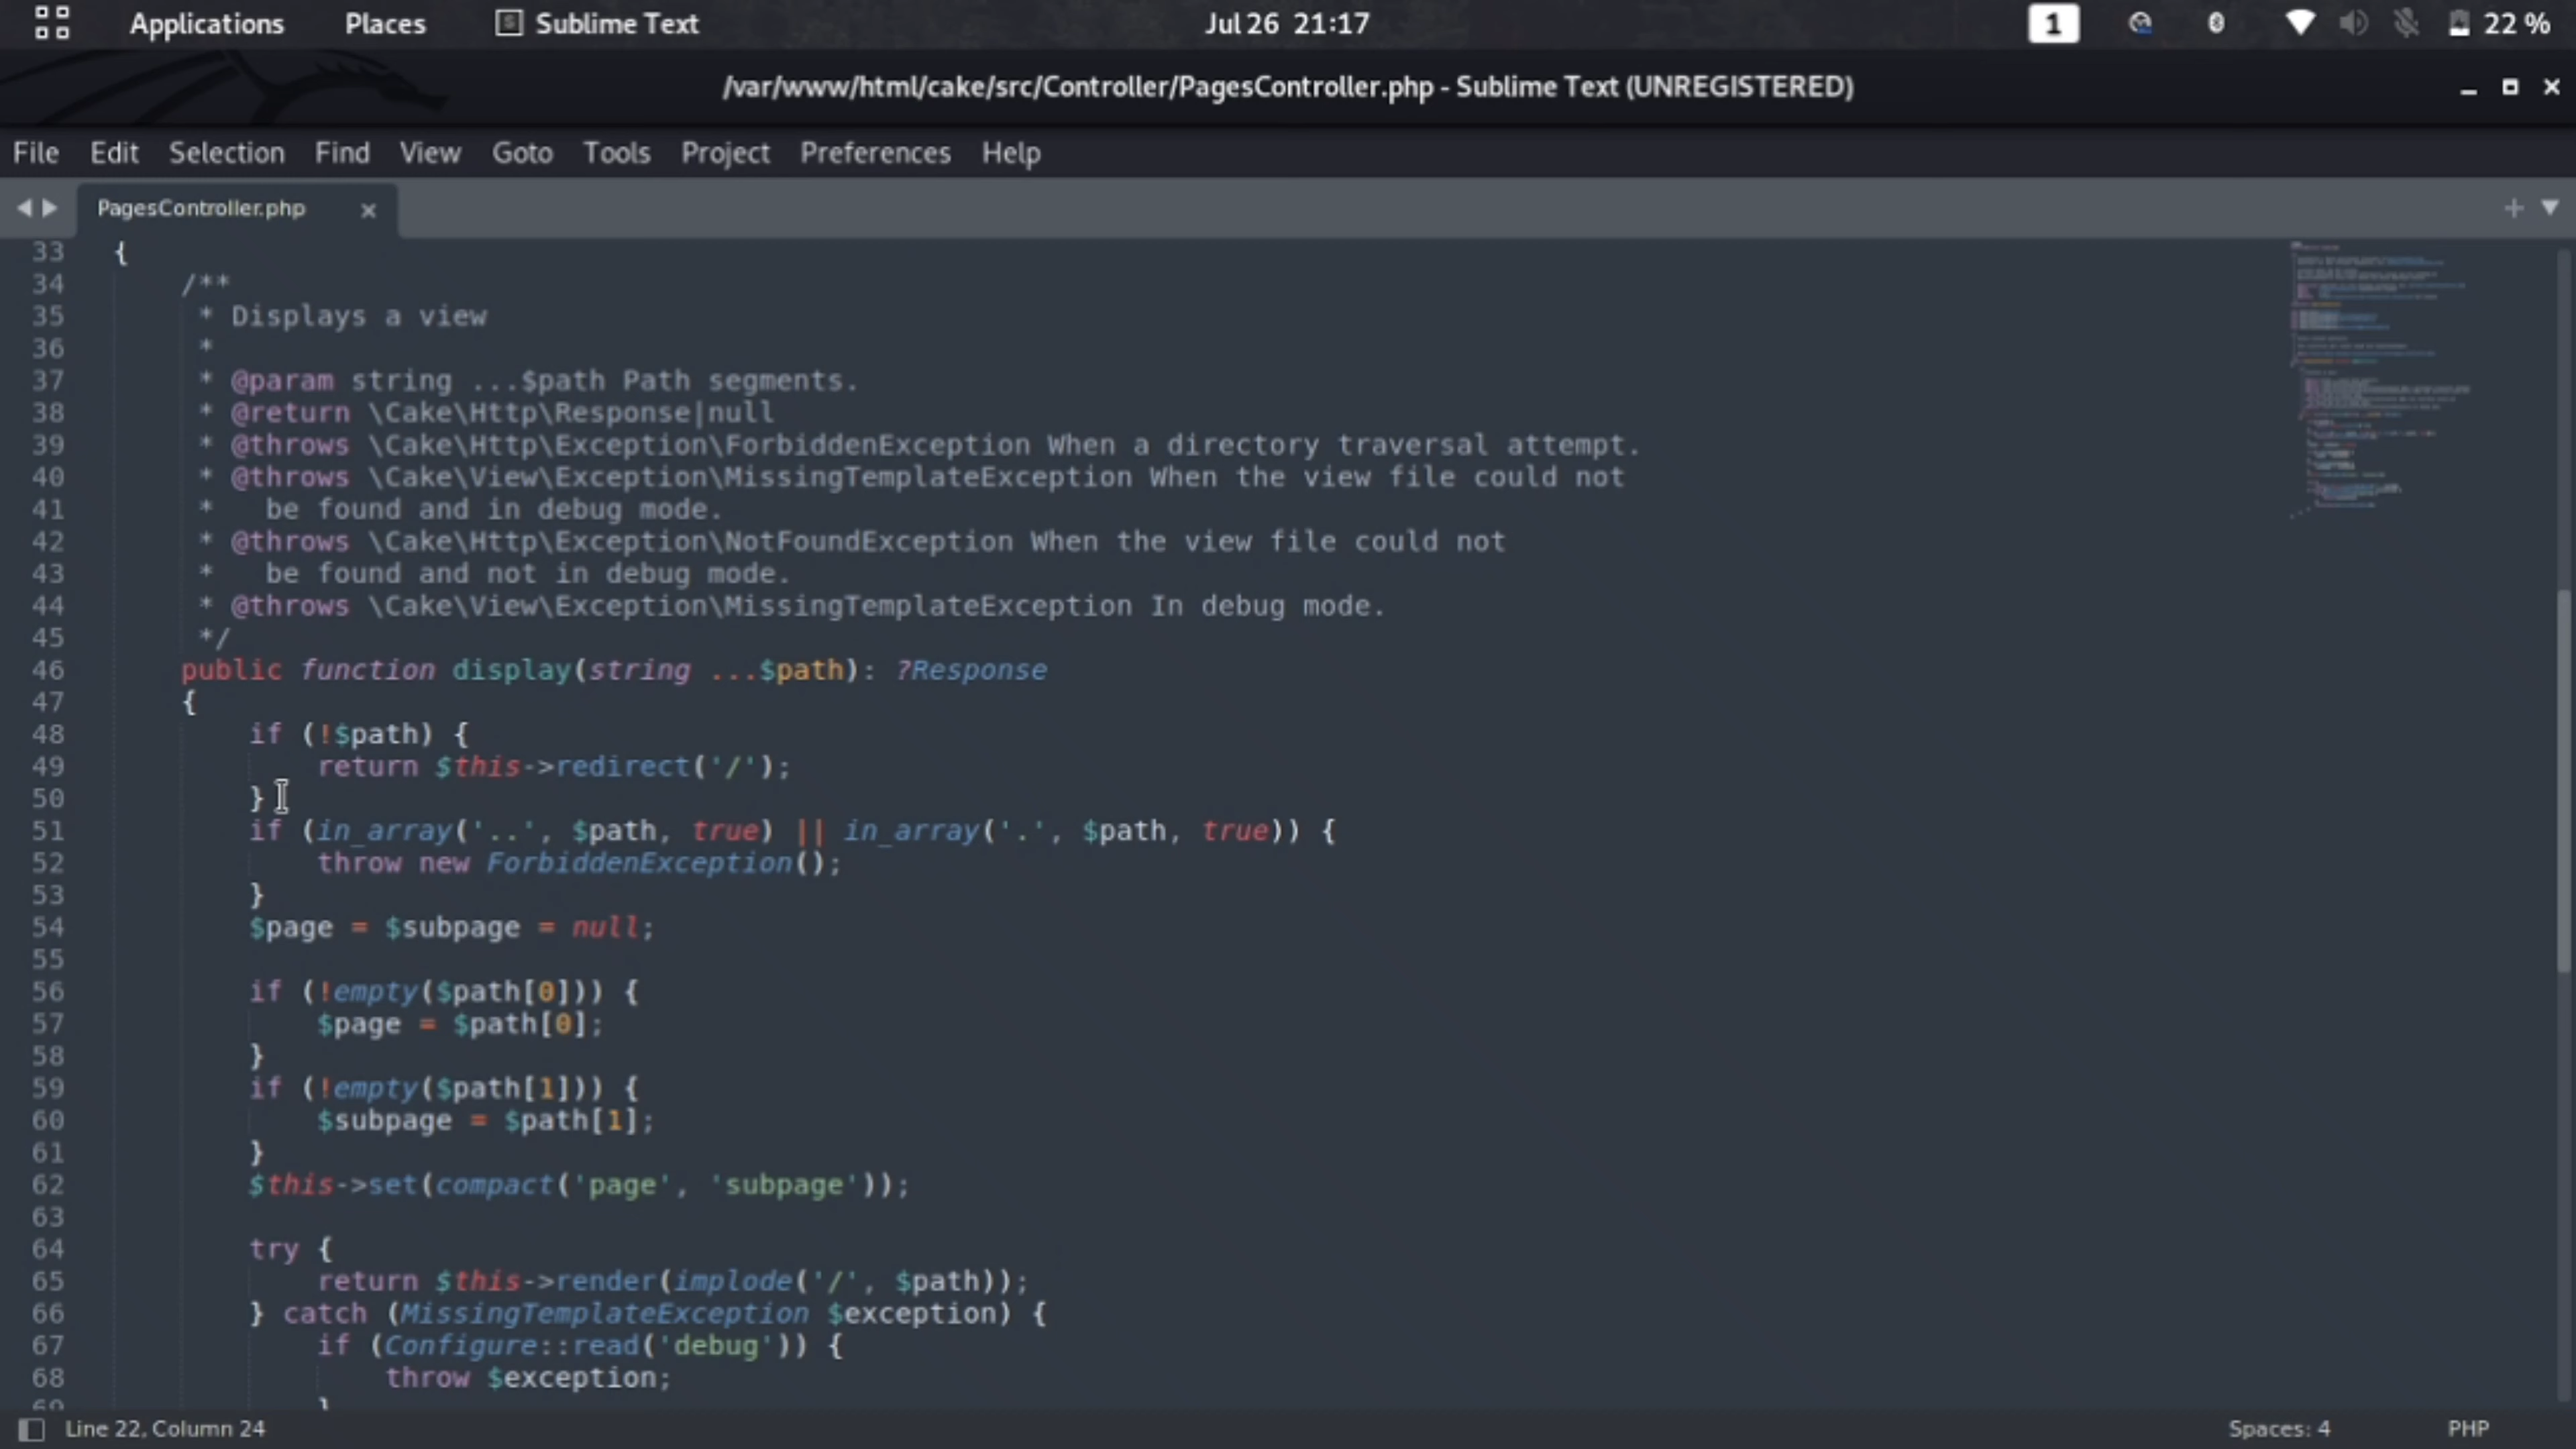 Applications Places Sublime Text Jul 26 21:17 1 22 %
/var/www/html/cake/src/Controller/PagesController.php - Sublime Text (UNREGISTERED)
File Edit Selection Find View Goto Tools Project Preferences Help
PagesController.php
33 {
34 /**
35 * Displays a view
36 *
37 * @param string ...$path Path segments.
38 * @return \Cake\Http\Response|null
39 * @throws \Cake\Http\Exception\ForbiddenException When a directory traversal attempt.
40 * @throws \Cake\View\Exception\MissingTemplateException When the view file could not
41 * be found and in debug mode.
42 * @throws \Cake\Http\Exception\NotFoundException When the view file could not
43 * be found and not in debug mode.
44 * @throws \Cake\View\Exception\MissingTemplateException In debug mode.
45 */
46 public function display(string ...$path): ?Response
47 {
48 if (!$path) {
49 return $this->redirect('/');
50 }
51 if (in_array('..', $path, true) || in_array('.', $path, true)) {
52 throw new ForbiddenException();
53 }
54 $page = $subpage = null;
55
56 if (!empty($path[0])) {
57 $page = $path[0];
58 }
59 if (!empty($path[1])) {
60 $subpage = $path[1];
61 }
62 $this->set(compact('page', 'subpage'));
63
64 try {
65 return $this->render(implode('/', $path));
66 } catch (MissingTemplateException $exception) {
67 if (Configure::read('debug')) {
68 throw $exception;
69 }
Line 22, Column 24 Spaces: 4 PHP